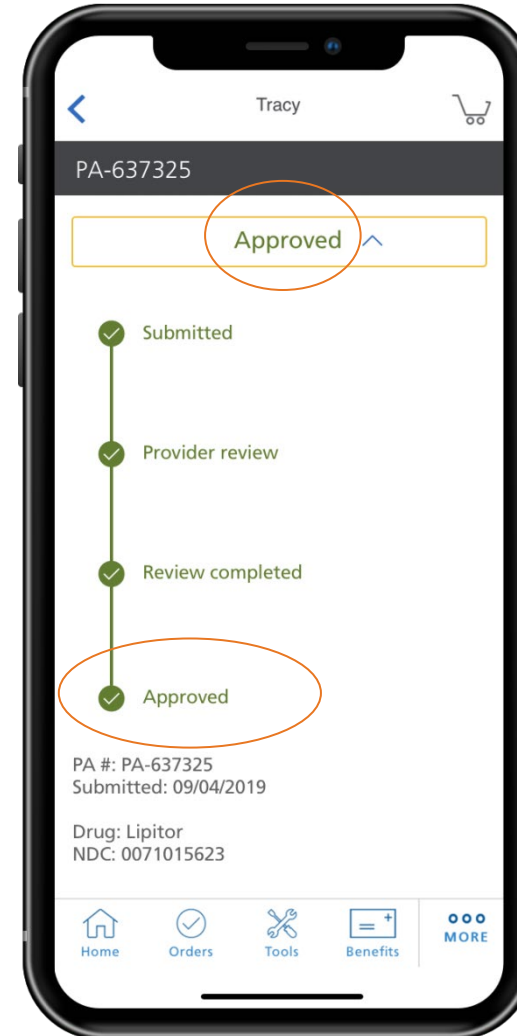 Tracy
PA-637325
Approved
Submitted
Provider review
Review completed
Approved
PA #: PA-637325
Submitted: 09/04/2019
Drug: Lipitor
NDC: 0071015623
Home Orders Tools Benefits MORE